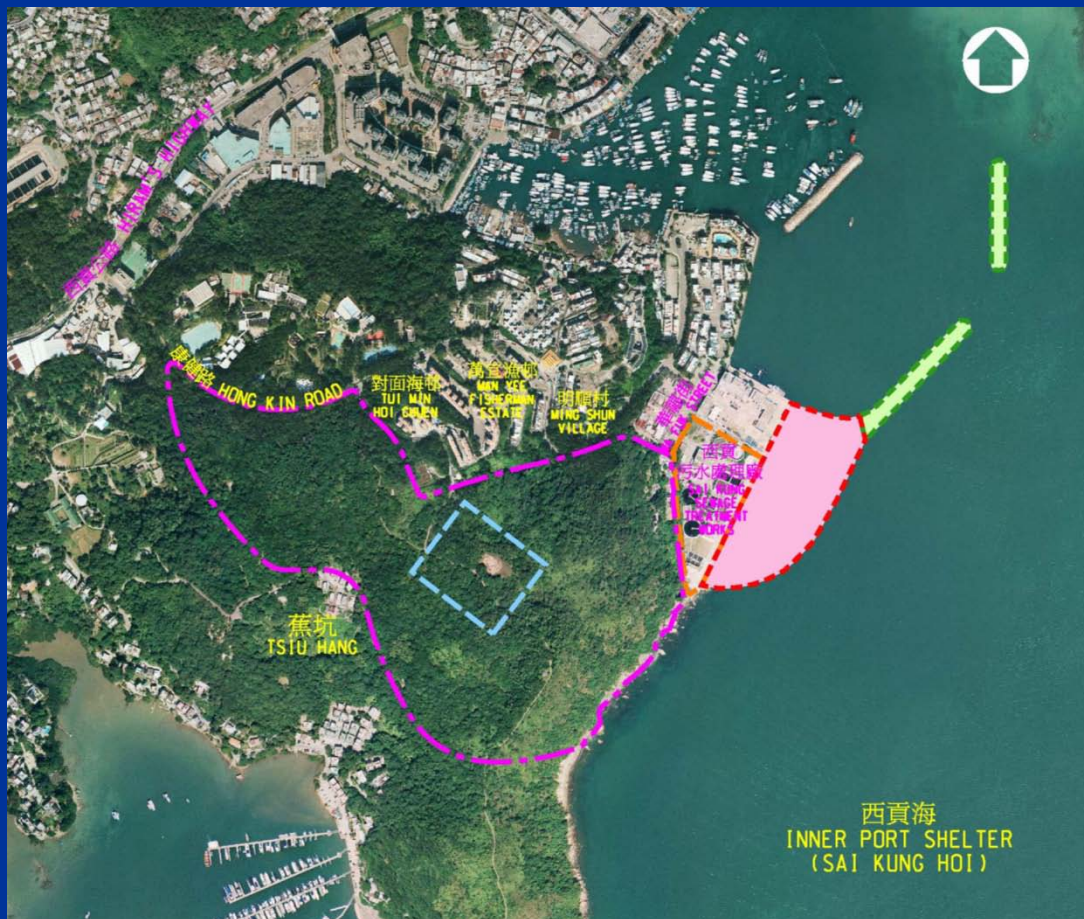 西貢公路 HIRAM'S HIGHWAY
康健路 HONG KIN ROAD
對面海邨
TUI MIN
HOI CHUEN
萬宜漁邨
MAN YEE
FISHERMAN
ESTATE
明順村
MING SHUN
VILLAGE
STREET
西貢
污水處理廠
SAI KUNG
SEWAGE
TREATMENT
WORKS
蕉坑
TSIU HANG
西貢海
INNER PORT SHELTER
(SAI KUNG HOI)